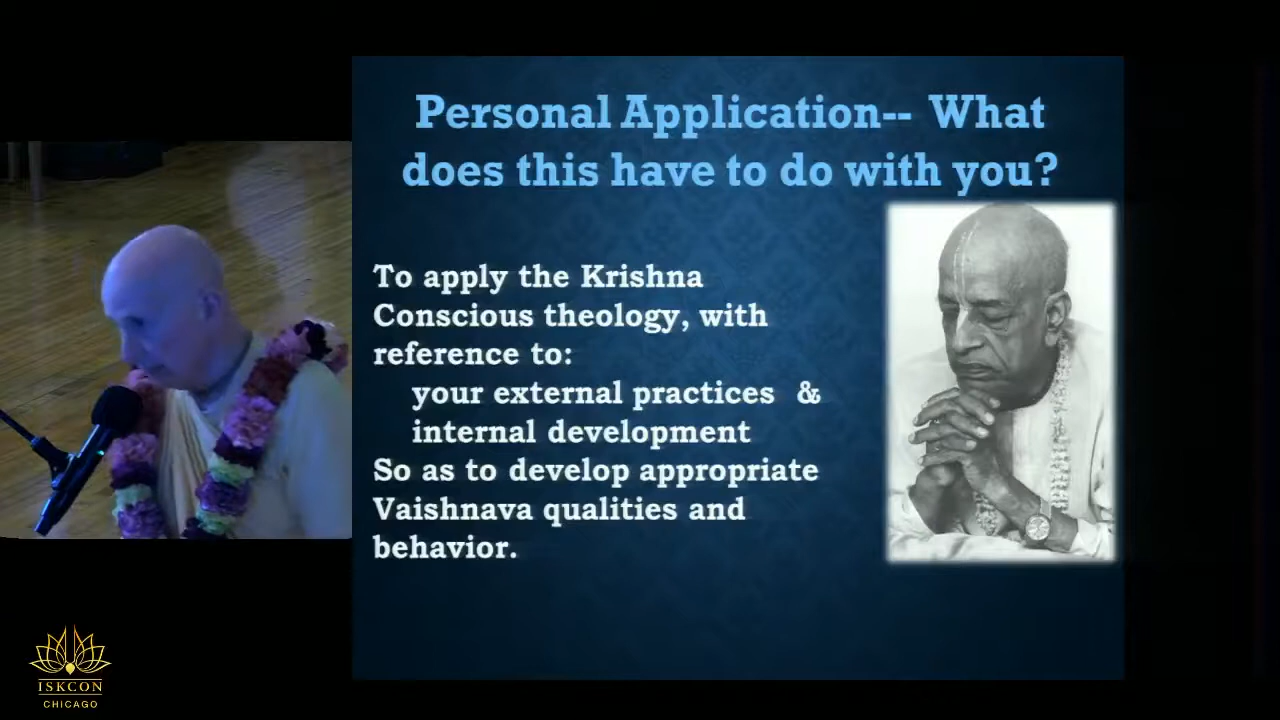 Personal Application-- What
does this have to do with you?
To apply the Krishna
Conscious theology, with
reference to:
your external practices &
internal development
So as to develop appropriate
Vaishnava qualities and
behavior.
ISKCON
CHICAGO